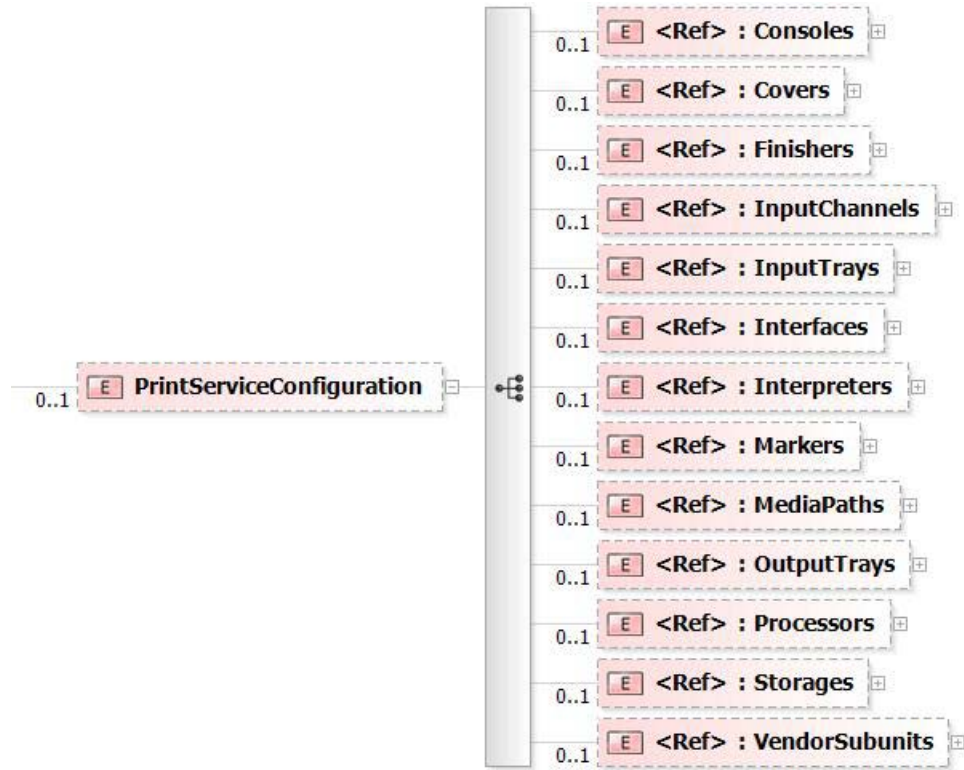 E <Ref> : Consoles
0..1
E <Ref> : Covers
0..1
E <Ref> : Finishers
0..1
E <Ref> : InputChannels
0..1
E <Ref> : InputTrays
0..1
E <Ref> : Interfaces
0..1
E PrintServiceConfiguration
0..1
E <Ref> : Interpreters
0..1
E <Ref> : Markers
0..1
E <Ref> : MediaPaths
0..1
E <Ref> : OutputTrays
0..1
E <Ref> : Processors
0..1
E <Ref> : Storages
0..1
E <Ref> : VendorSubunits
0..1